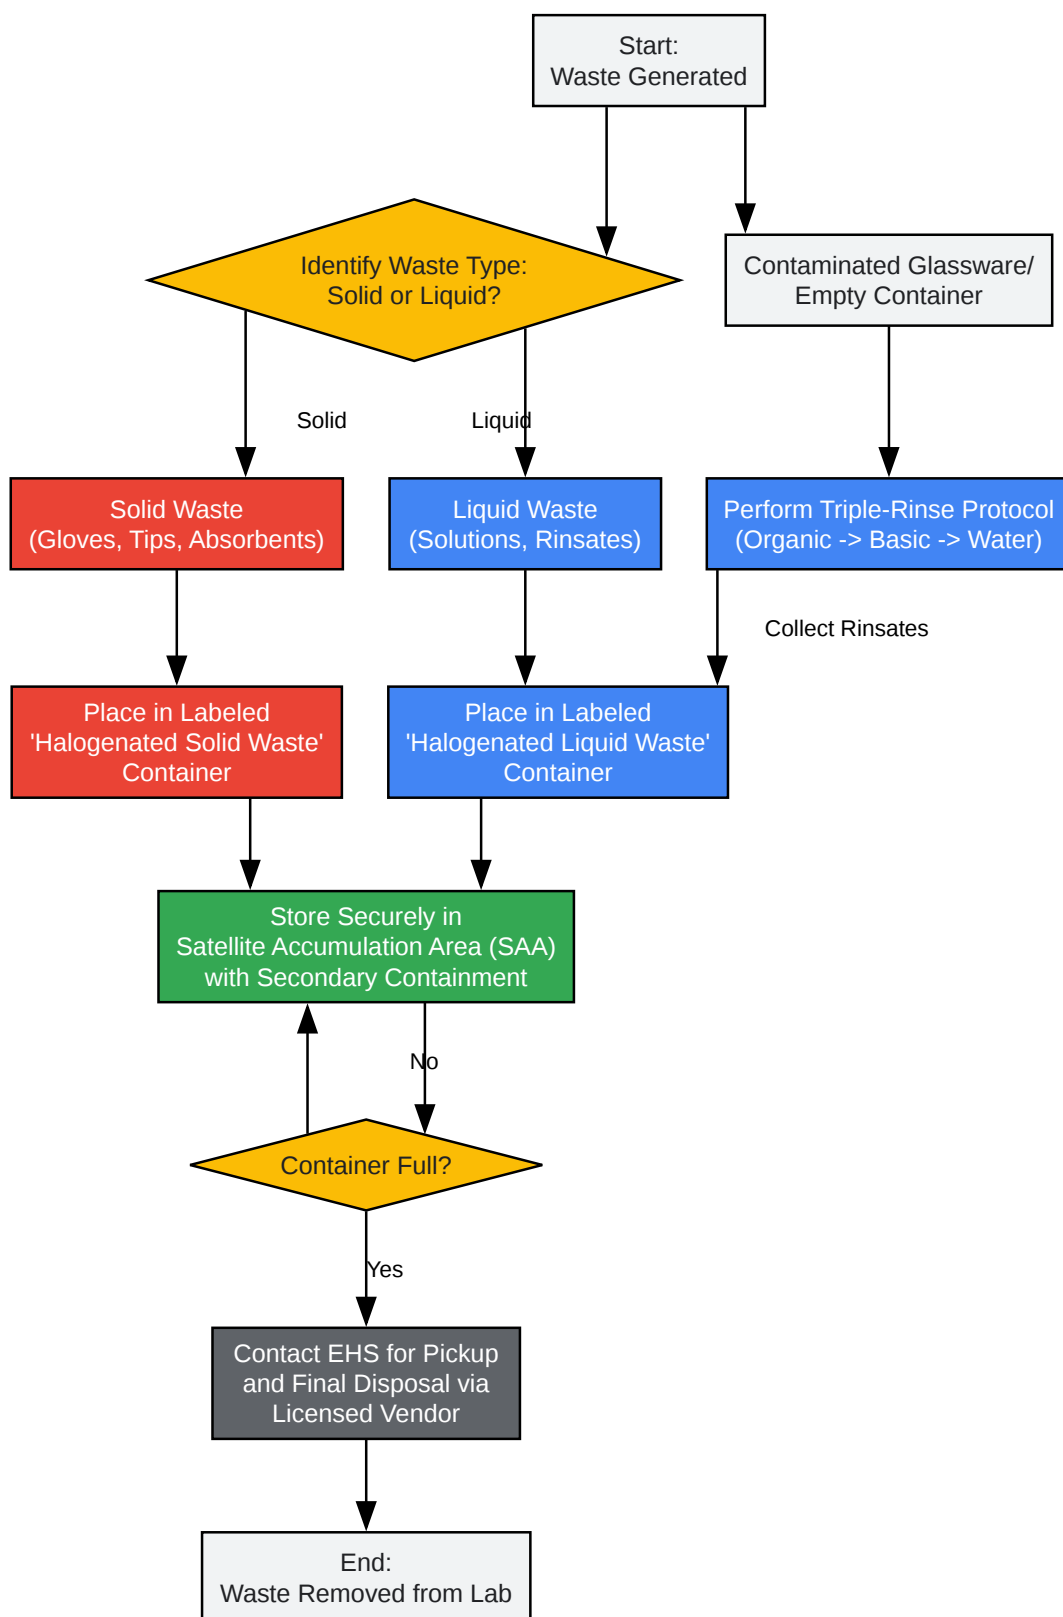 Start:
Waste Generated
Identify Waste Type:
Solid or Liquid?
Contaminated Glassware/
Empty Container
Solid
Liquid
Solid Waste
(Gloves, Tips, Absorbents)
Liquid Waste
(Solutions, Rinsates)
Perform Triple-Rinse Protocol
(Organic -> Basic -> Water)
Collect Rinsates
Place in Labeled
'Halogenated Solid Waste'
Container
Place in Labeled
'Halogenated Liquid Waste'
Container
Store Securely in
Satellite Accumulation Area (SAA)
with Secondary Containment
No
Container Full?
Yes
Contact EHS for Pickup
and Final Disposal via
Licensed Vendor
End:
Waste Removed from Lab